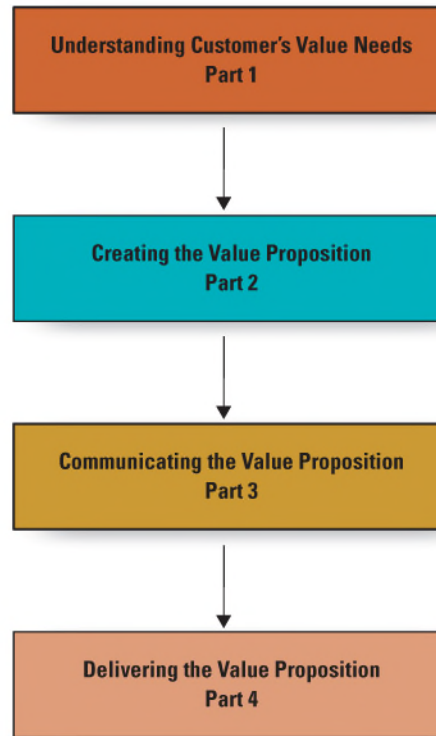 Understanding Customer's Value Needs
Part 1
Creating the Value Proposition
Part 2
Communicating the Value Proposition
Part 3
Delivering the Value Proposition
Part 4